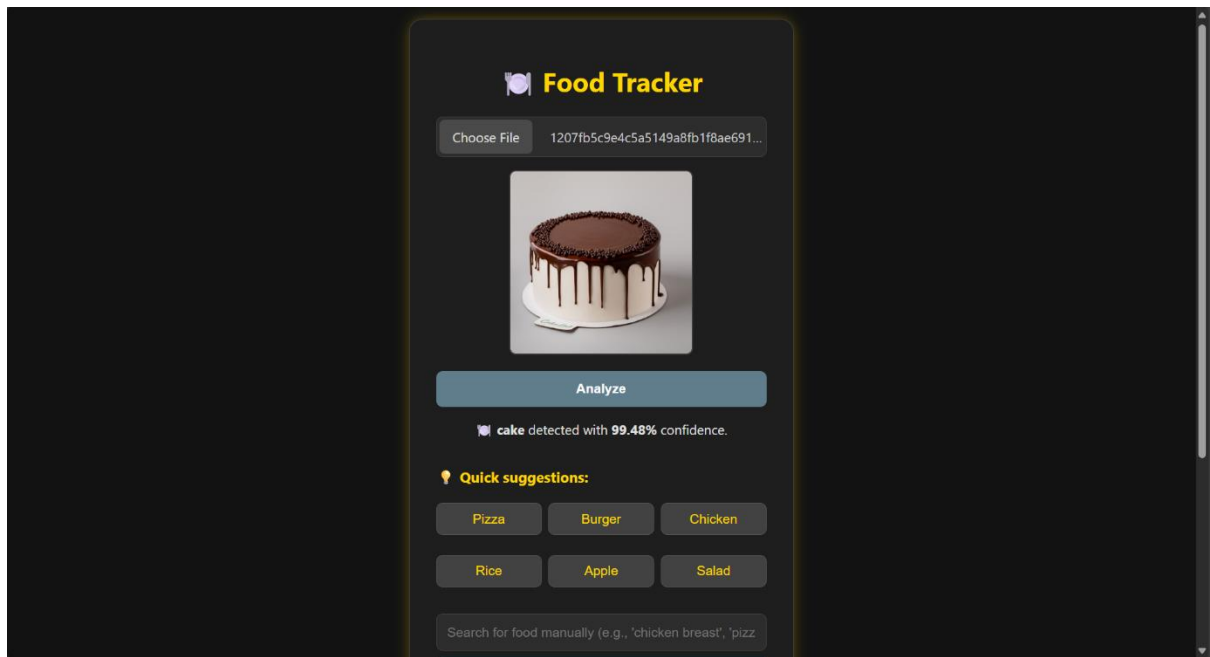 Food Tracker
Choose File 1207fb5c9e4c5a5149a8fb1f8ae691...
Analyze
cake detected with 99.48% confidence.
Quick suggestions:
Pizza Burger Chicken
Rice Apple Salad
Search for food manually (e.g., 'chicken breast', 'pizz